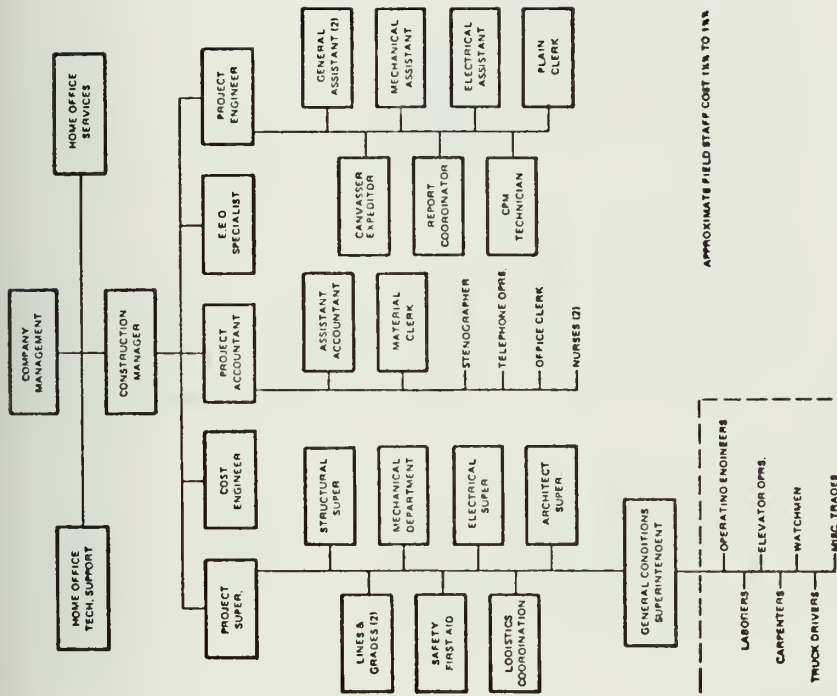 COMPANY
MANAGEMENT
HOME OFFICE
TECH. SUPPORT
HOME OFFICE
SERVICES
CONSTRUCTION
MANAGER
PROJECT
SUPER.
COST
ENGINEER
PROJECT
ACCOUNTANT
E.E O
SPECIALIST
PROJECT
ENGINEER
LINES &
GRADES (2)
STRUCTURAL
SUPER
SAFETY
FIRST AID
MECHANICAL
DEPARTMENT
LOGISTICS
COORDINATION
ELECTRICAL
SUPER
ARCHITECT
SUPER.
GENERAL CONDITIONS
SUPERINTENDENT
LABORERS
OPERATING ENGINEERS
CARPENTERS
ELEVATOR OPRS.
TRUCK DRIVERS
WATCHMEN
MISC. TRADES
ASSISTANT
ACCOUNTANT
MATERIAL
CLERK
STENOGRAPHER
TELEPHONE OPRS.
OFFICE CLERK
NURSES (2)
CANVASSER
EXPEDITOR
GENERAL
ASSISTANT (2)
REPORT
COORDINATOR
MECHANICAL
ASSISTANT
CPM
TECHNICIAN
ELECTRICAL
ASSISTANT
PLAIN
CLERK
APPROXIMATE FIELD STAFF COST TO